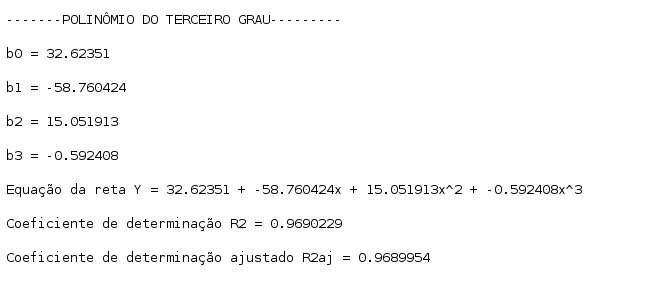 -------POLINÔMIO DO TERCEIRO GRAU---------
b0 = 32.62351
b1 = -58.760424
b2 = 15.051913
b3 = -0.592408
Equação da reta Y = 32.62351 + -58.760424x + 15.051913x^2 + -0.592408x^3
Coeficiente de determinação R2 = 0.9690229
Coeficiente de determinação ajustado R2aj = 0.9689954